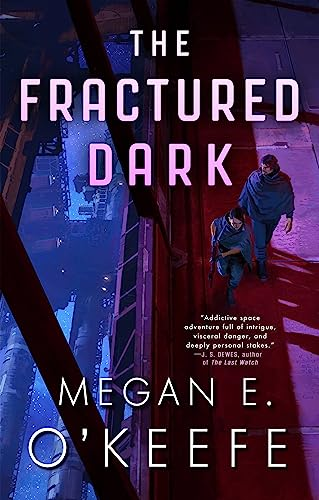 THE
FRACTURED
DARK
"Addictive space
adventure full of intrigue,
visceral danger, and
deeply personal stakes."
—J. S. DEWES, author
of The Last Watch
MEGAN E.
O'KEEFE